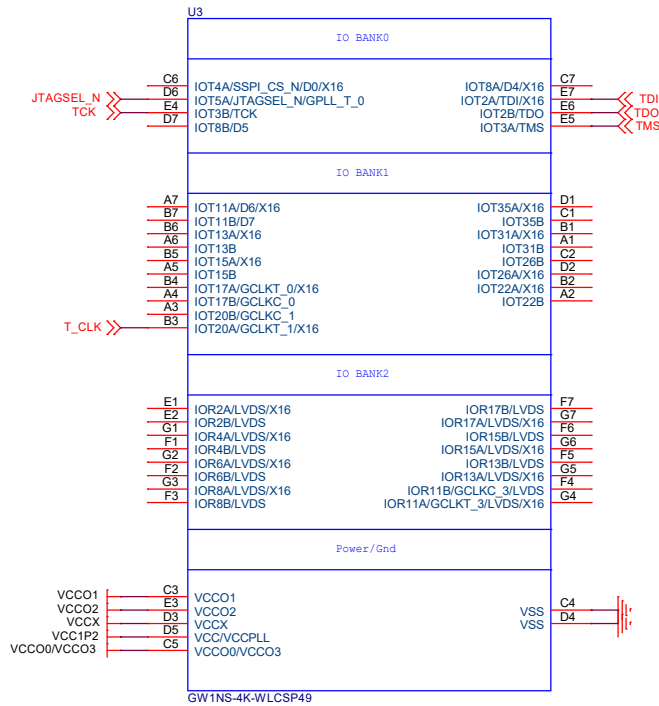 U3
IO BANK0
C6 IOT4A/SSPI_CS_N/D0/X16 IOT8A/D4/X16 C7
JTAGSEL_N D6 IOT5A/JTAGSEL_N/GPLL_T_0 IOT2A/TDI/X16 E7 TDI
TCK E4 IOT3B/TCK IOT2B/TDO E6 TDO
D7 IOT8B/D5 IOT3A/TMS E5 TMS
IO BANK1
A7 IOT11A/D6/X16 IOT35A/X16 D1
B7 IOT11B/D7 IOT35B C1
B6 IOT13A/X16 IOT31A/X16 B1
A6 IOT13B IOT31B A1
B5 IOT15A/X16 IOT26B C2
A5 IOT15B IOT26A/X16 D2
B4 IOT17A/GCLKT_0/X16 IOT22A/X16 B2
A4 IOT17B/GCLKC_0 IOT22B A2
A3 IOT20B/GCLKC_1
T_CLK B3 IOT20A/GCLKT_1/X16
IO BANK2
E1 IOR2A/LVDS/X16 IOR17B/LVDS F7
E2 IOR2B/LVDS IOR17A/LVDS/X16 G7
G1 IOR4A/LVDS/X16 IOR15B/LVDS F6
F1 IOR4B/LVDS IOR15A/LVDS/X16 G6
G2 IOR6A/LVDS/X16 IOR13B/LVDS F5
F2 IOR6B/LVDS IOR13A/LVDS/X16 G5
G3 IOR8A/LVDS/X16 IOR11B/GCLKC_3/LVDS F4
F3 IOR8B/LVDS IOR11A/GCLKT_3/LVDS/X16 G4
Power/Gnd
VCCO1 C3 VCCO1 VSS C4
VCCO2 E3 VCCO2 VSS D4
VCCX D3 VCCX
VCC1P2 D5 VCC/VCCPLL
VCCO0/VCCO3 C5 VCCO0/VCCO3
GW1NS-4K-WLCSP49